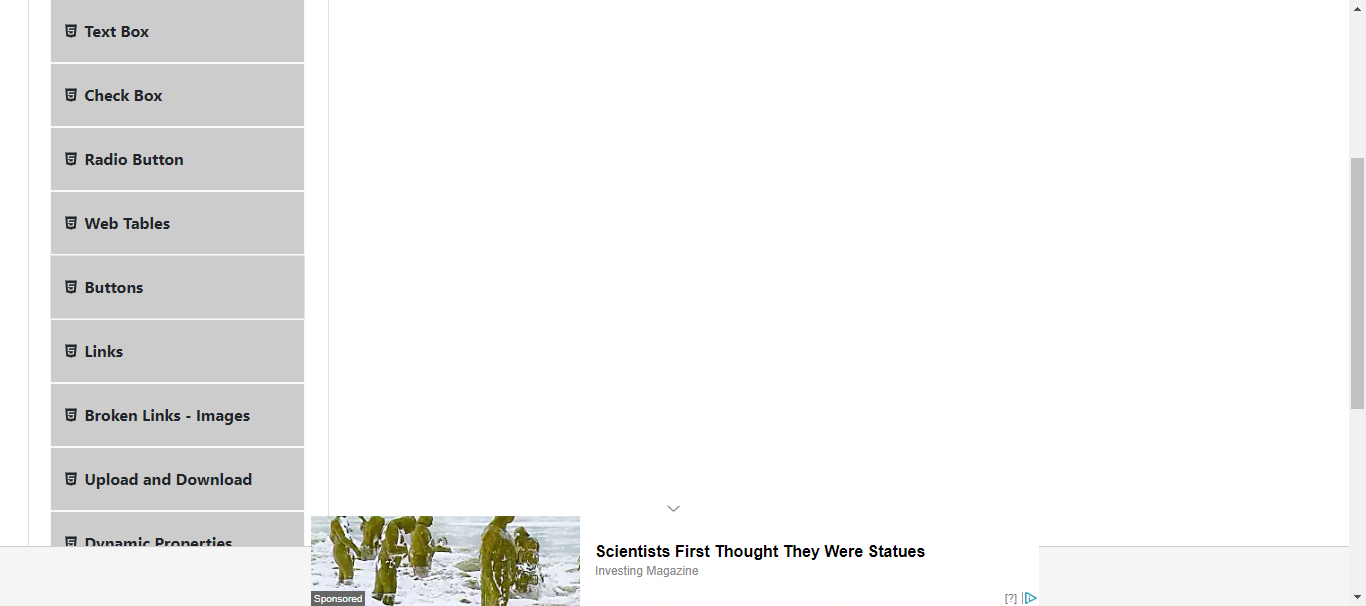 Text Box
Check Box
Radio Button
Web Tables
Buttons
Links
Broken Links - Images
Upload and Download
Dynamic Properties
Scientists First Thought They Were Statues
Investing Magazine
Sponsored
[?]